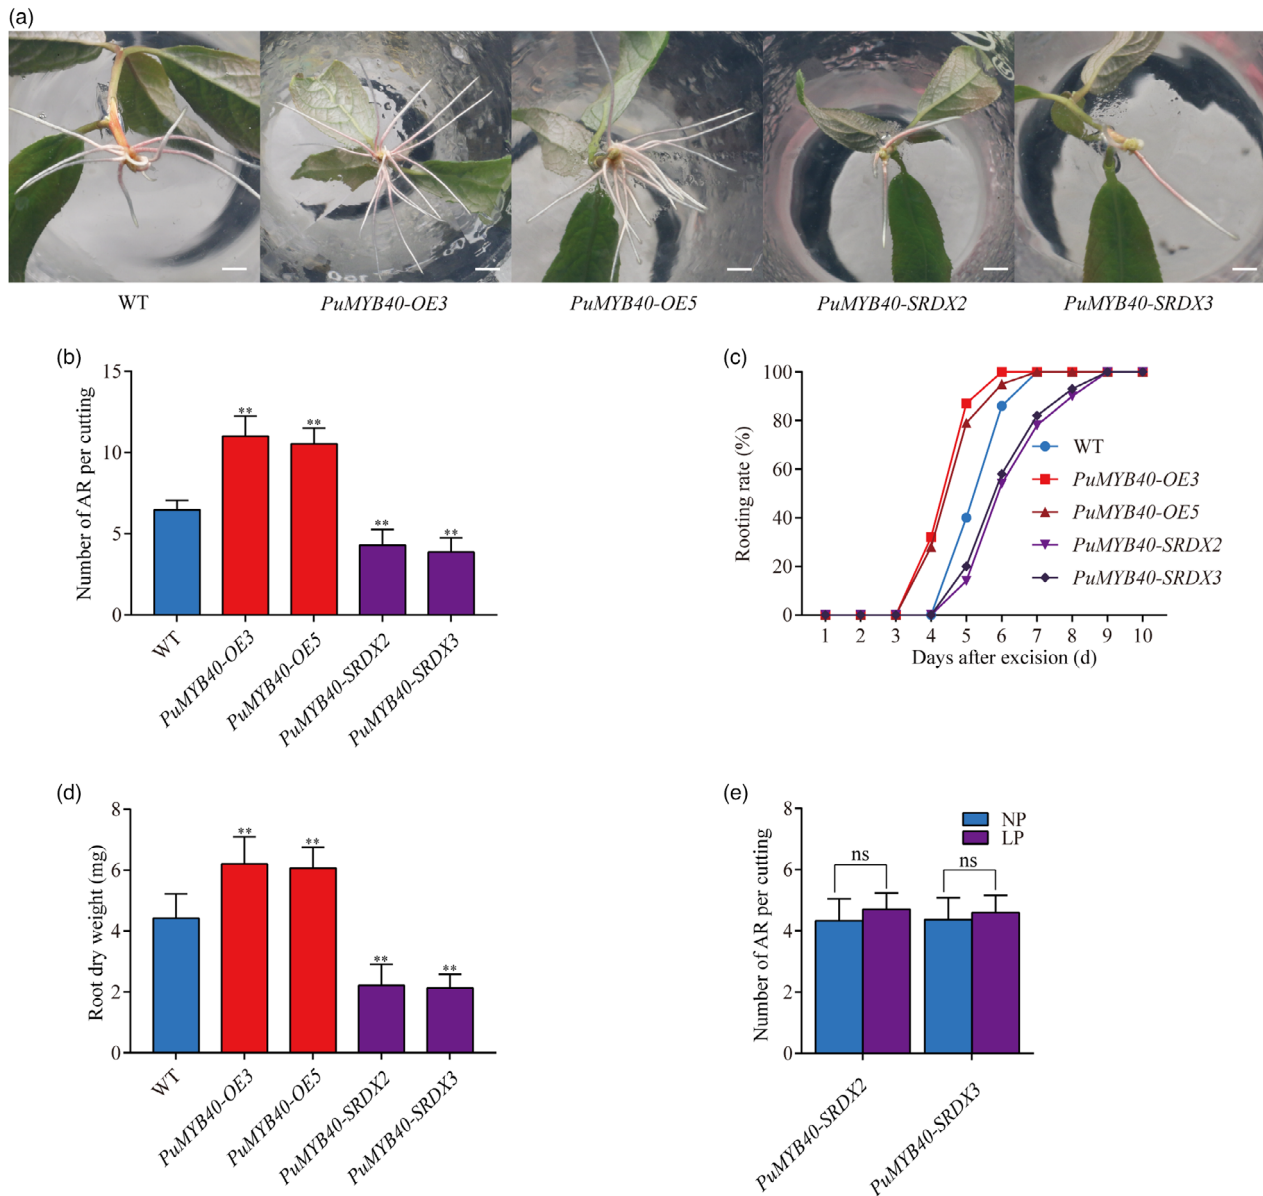 (a)
WT
PuMYB40-OE3
PuMYB40-OE5
PuMYB40-SRDX2
PuMYB40-SRDX3
(b)
15
10
5
0
Number of AR per cutting
**
**
**
**
WT
PuMYB40-OE3
PuMYB40-OE5
PuMYB40-SRDX2
PuMYB40-SRDX3
(c)
100
80
60
40
20
0
Rooting rate (%)
WT
PuMYB40-OE3
PuMYB40-OE5
PuMYB40-SRDX2
PuMYB40-SRDX3
1 2 3 4 5 6 7 8 9 10
Days after excision (d)
(d)
8
6
4
2
0
Root dry weight (mg)
**
**
**
**
WT
PuMYB40-OE3
PuMYB40-OE5
PuMYB40-SRDX2
PuMYB40-SRDX3
(e)
8
6
4
2
0
Number of AR per cutting
NP
LP
ns
ns
PuMYB40-SRDX2
PuMYB40-SRDX3